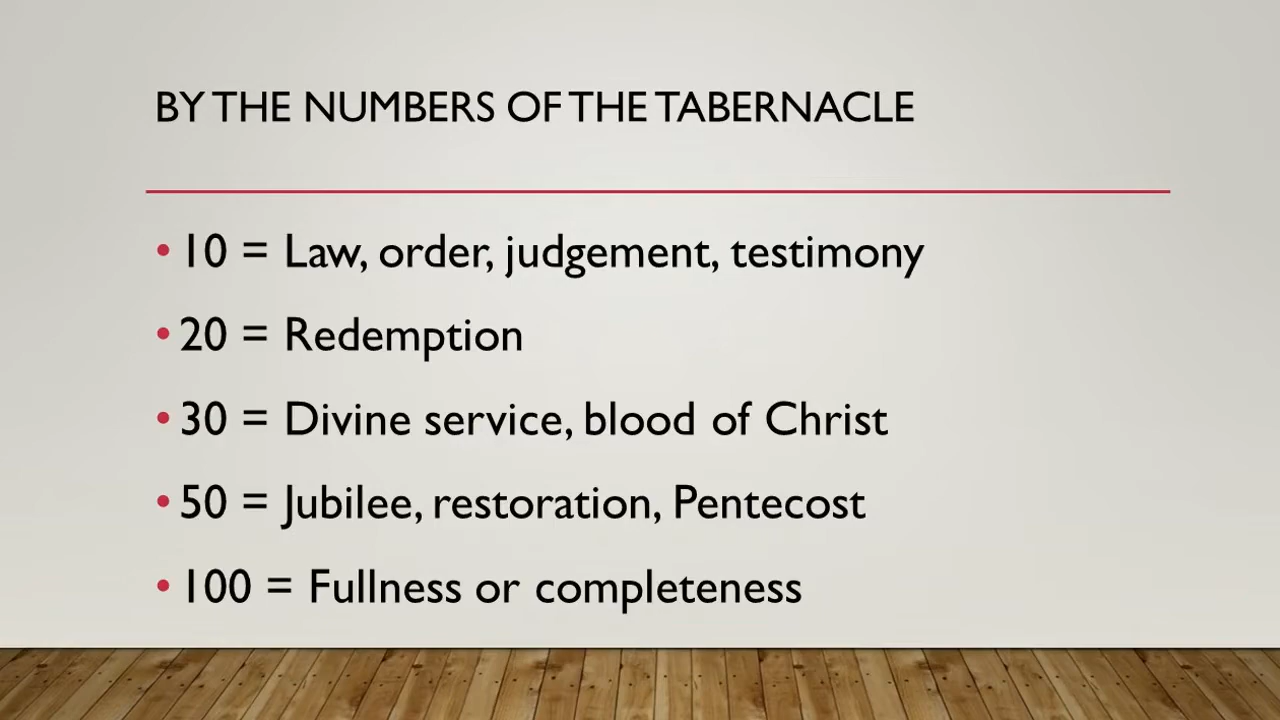 BY THE NUMBERS OF THE TABERNACLE
• 10 = Law, order, judgement, testimony
• 20 = Redemption
• 30 = Divine service, blood of Christ
• 50 = Jubilee, restoration, Pentecost
• 100 = Fullness or completeness